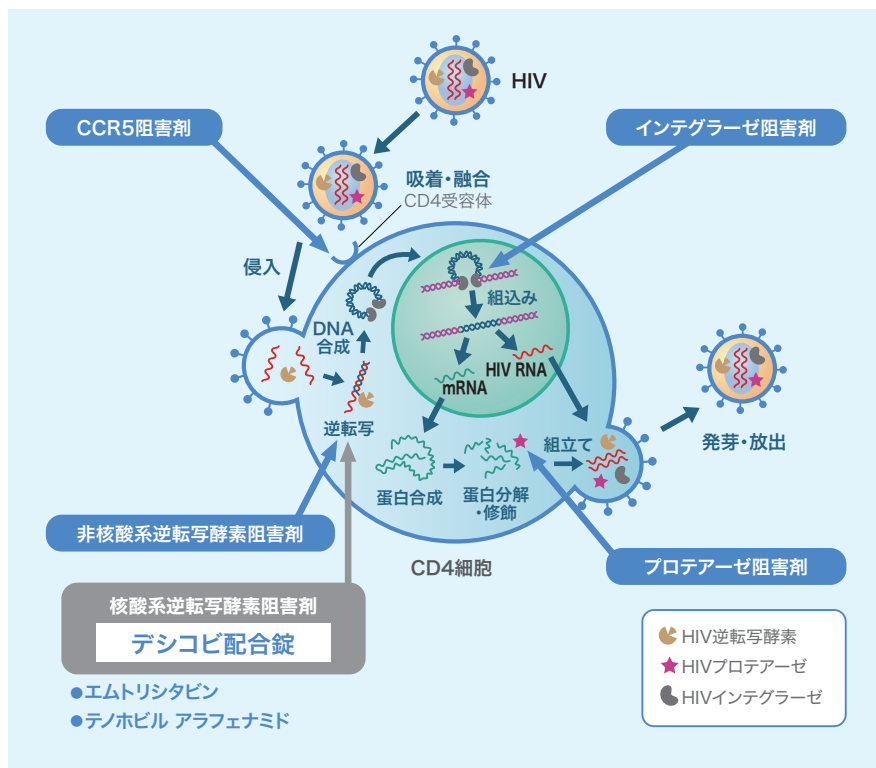 HIV
CCR5阻害剤
インテグラーゼ阻害剤
吸着・融合
CD4受容体
侵入
組込み
DNA
合成
HIV RNA
mRNA
逆転写
組立て
発芽・放出
蛋白合成
蛋白分解
・修飾
非核酸系逆転写酵素阻害剤
CD4細胞
プロテアーゼ阻害剤
核酸系逆転写酵素阻害剤
デシコビ配合錠
●エムトリシタビン
●テノホビル アラフェナミド
HIV逆転写酵素
HIVプロテアーゼ
HIVインテグラーゼ